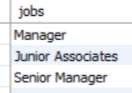 jobs
Manager
Junior Associates
Senior Manager